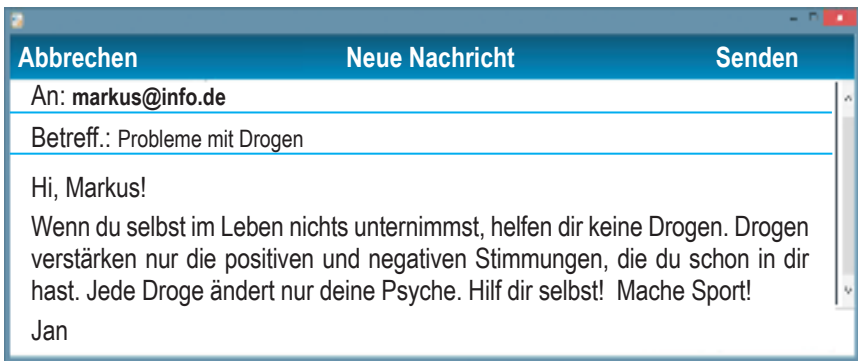 Abbrechen Neue Nachricht Senden
An: markus@info.de
Betreff.: Probleme mit Drogen
Hi, Markus!
Wenn du selbst im Leben nichts unternimmst, helfen dir keine Drogen. Drogen
verstärken nur die positiven und negativen Stimmungen, die du schon in dir
hast. Jede Droge ändert nur deine Psyche. Hilf dir selbst! Mache Sport!
Jan